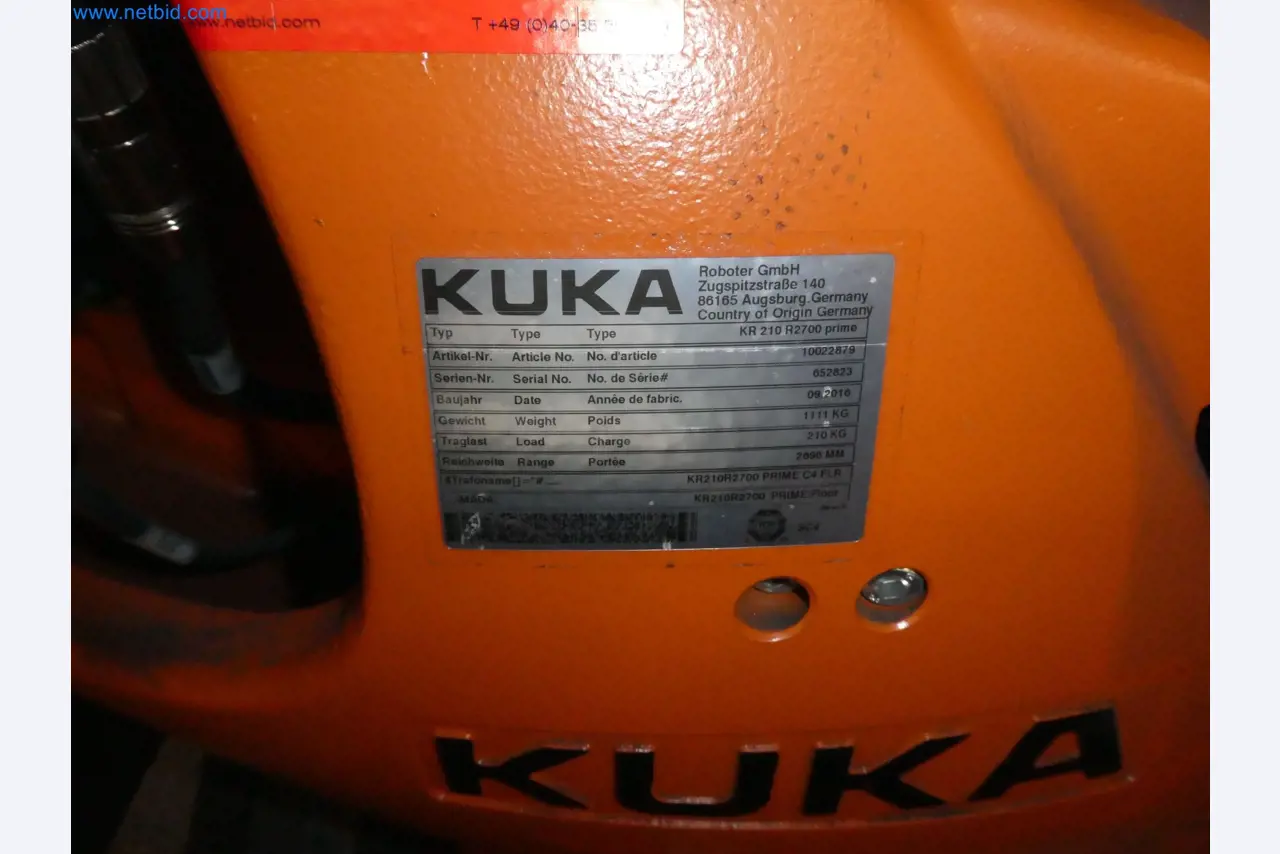 www.netbid.com
www.netbid.com T +49 (0)40-35
KUKA
Roboter GmbH
Zugspitzstraße 140
86165 Augsburg.Germany
Country of Origin Germany
Typ Type Type KR 210 R2700 prime
Artikel-Nr. Article No. No. d'article 10022879
Serien-Nr. Serial No. No. de Série# 652823
Baujahr Date Année de fabric. 09.2016
Gewicht Weight Poids 1111 KG
Traglast Load Charge 210 KG
Reichweite Range Portée 2696 MM
$Trafoname[]="#... KR210R2700 PRIME C4 FLR
MADA KR210R2700 PRIME/Floor
KUKA